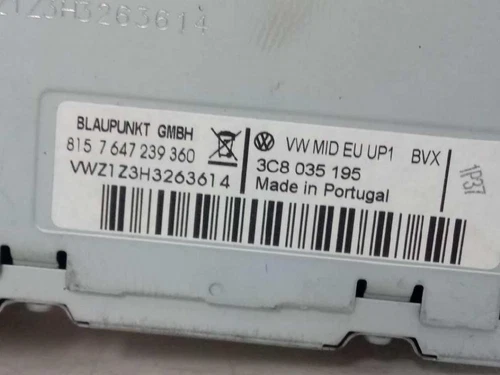 Z1Z3H3263614
BLAUPUNKT GMBH
815 7 647 239 360
VWZ1Z3H3263614
VW MID EU UP1 BVX
3C8 035 195
Made in Portugal
1P37